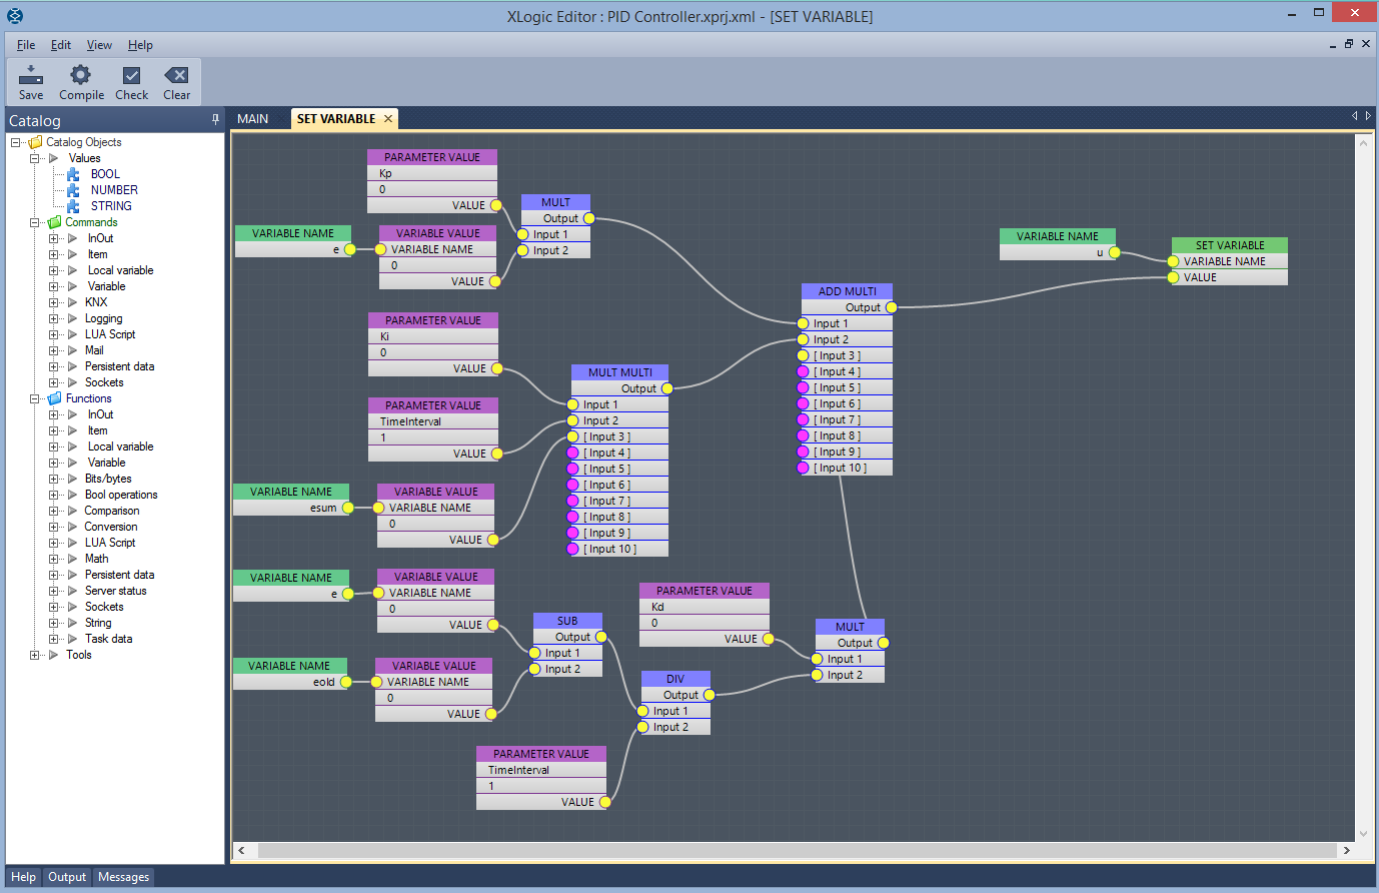 XLogic Editor : PID Controller.xprj.xml - [SET VARIABLE]
File Edit View Help
Save Compile Check Clear
Catalog
Catalog Objects
Values
BOOL
NUMBER
STRING
Commands
InOut
Item
Local variable
Variable
KNX
Logging
LUA Script
Mail
Persistent data
Sockets
Functions
InOut
Item
Local variable
Variable
Bits/bytes
Bool operations
Comparison
Conversion
LUA Script
Math
Persistent data
Server status
Sockets
String
Task data
Tools
MAIN
SET VARIABLE
PARAMETER VALUE
Kp
0
VALUE
VARIABLE NAME
e
VARIABLE VALUE
VARIABLE NAME
0
VALUE
MULT
Output
Input 1
Input 2
PARAMETER VALUE
Ki
0
VALUE
PARAMETER VALUE
TimeInterval
1
VALUE
VARIABLE NAME
esum
VARIABLE VALUE
VARIABLE NAME
0
VALUE
MULT MULTI
Output
Input 1
Input 2
[ Input 3 ]
[ Input 4 ]
[ Input 5 ]
[ Input 6 ]
[ Input 7 ]
[ Input 8 ]
[ Input 9 ]
[ Input 10 ]
VARIABLE NAME
e
VARIABLE VALUE
VARIABLE NAME
0
VALUE
VARIABLE NAME
eold
VARIABLE VALUE
VARIABLE NAME
0
VALUE
SUB
Output
Input 1
Input 2
PARAMETER VALUE
TimeInterval
1
VALUE
PARAMETER VALUE
Kd
0
VALUE
DIV
Output
Input 1
Input 2
MULT
Output
Input 1
Input 2
ADD MULTI
Output
Input 1
Input 2
[ Input 3 ]
[ Input 4 ]
[ Input 5 ]
[ Input 6 ]
[ Input 7 ]
[ Input 8 ]
[ Input 9 ]
[ Input 10 ]
VARIABLE NAME
u
SET VARIABLE
VARIABLE NAME
VALUE
Help Output Messages